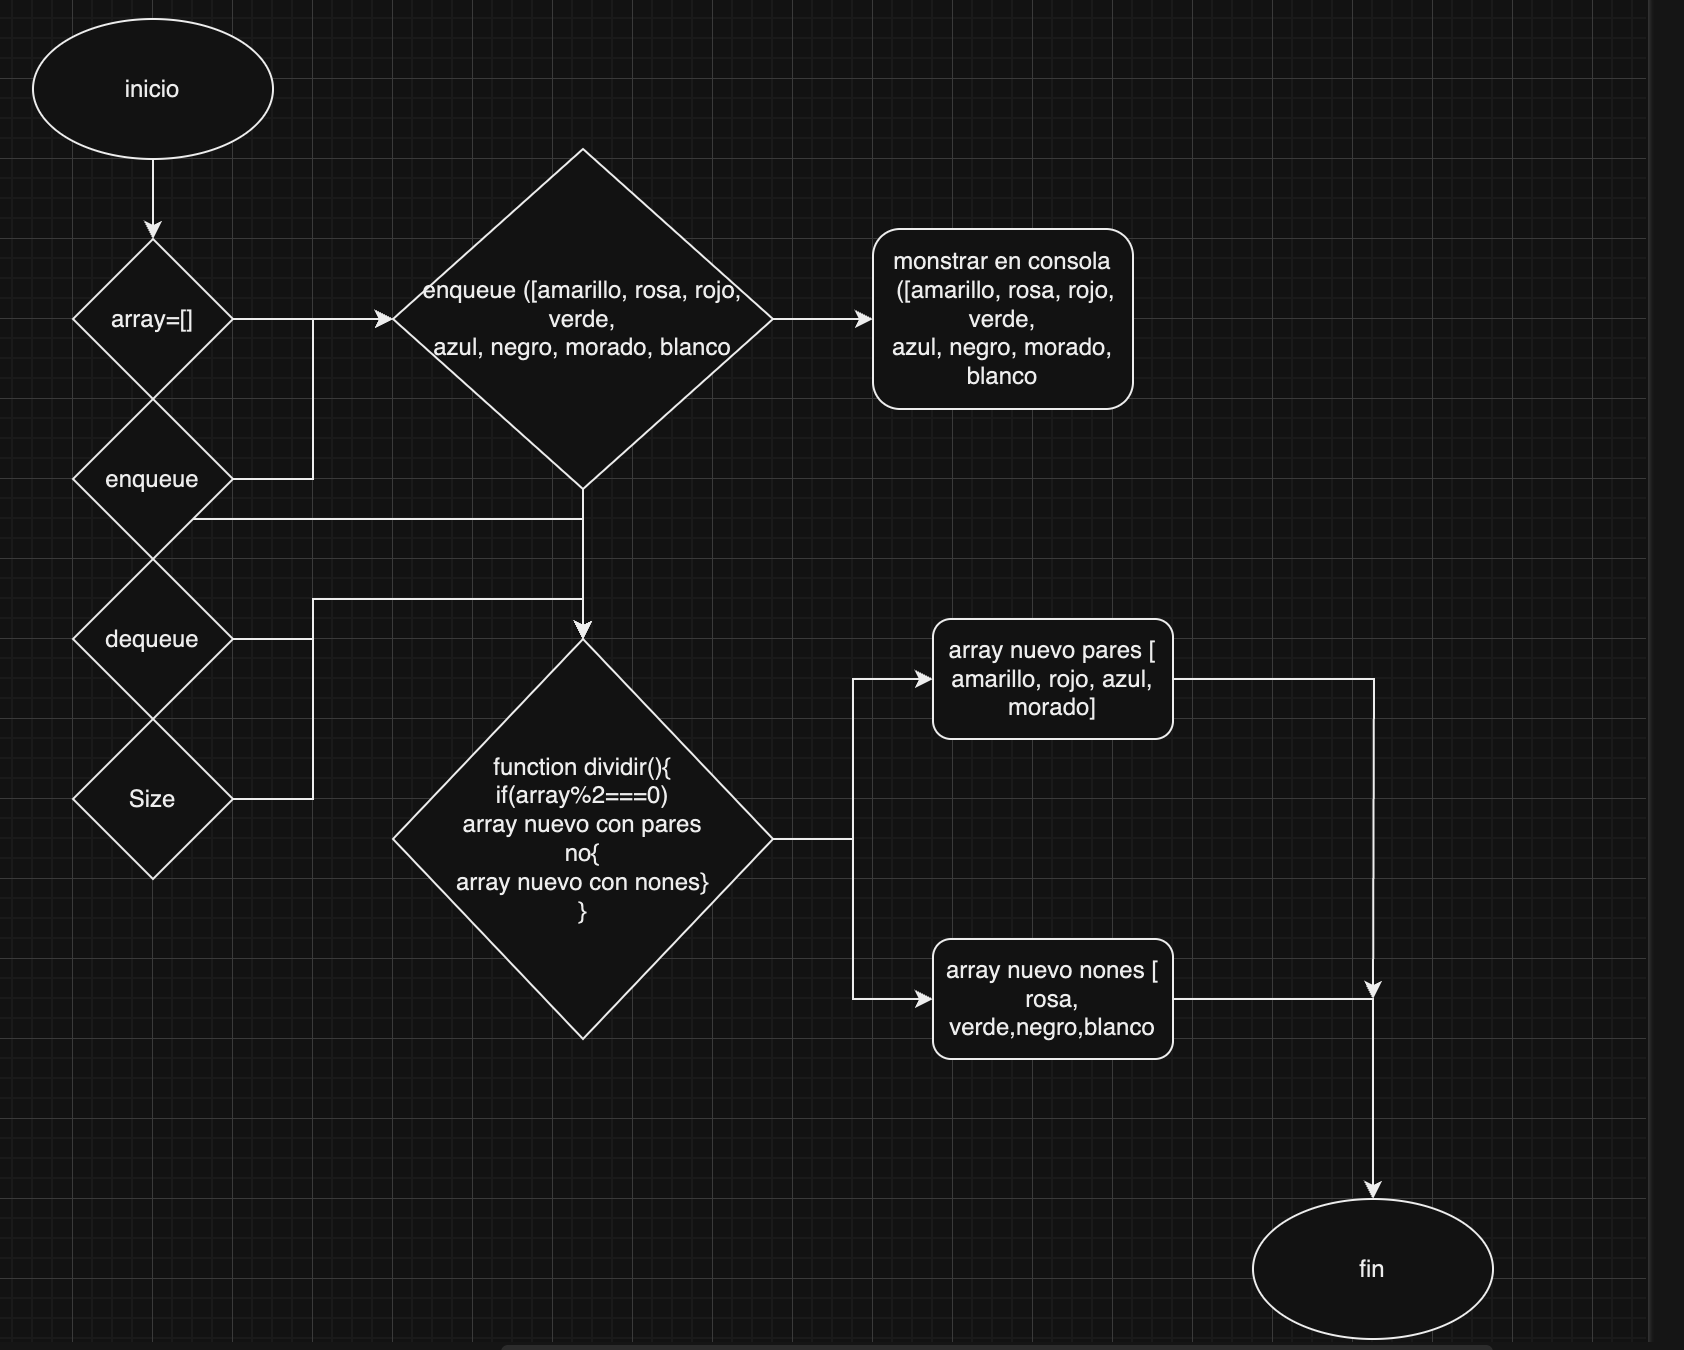 inicio
array=[]
enqueue ([amarillo, rosa, rojo,
verde,
azul, negro, morado, blanco
monstrar en consola
([amarillo, rosa, rojo,
verde,
azul, negro, morado,
blanco
enqueue
dequeue
Size
function dividir(){
if(array%2===0)
array nuevo con pares
no{
array nuevo con nones}
}
array nuevo pares [
amarillo, rojo, azul,
morado]
array nuevo nones [
rosa,
verde,negro,blanco
fin